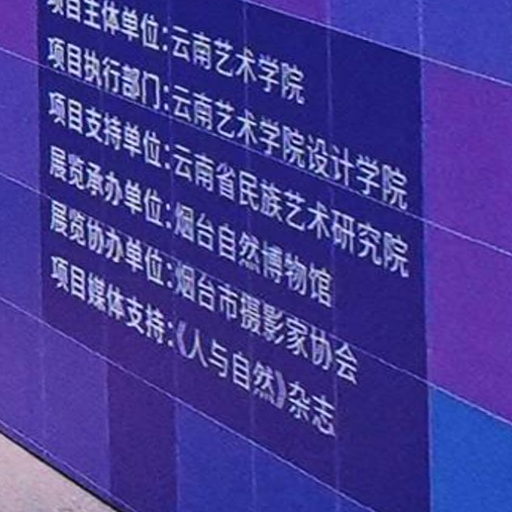 项目主体单位:云南艺术学院
项目执行部门:云南艺术学院设计学院
项目支持单位:云南省民族艺术研究院
展览承办单位:烟台自然博物馆
展览协办单位:烟台市摄影家协会
项目媒体支持:《人与自然》杂志